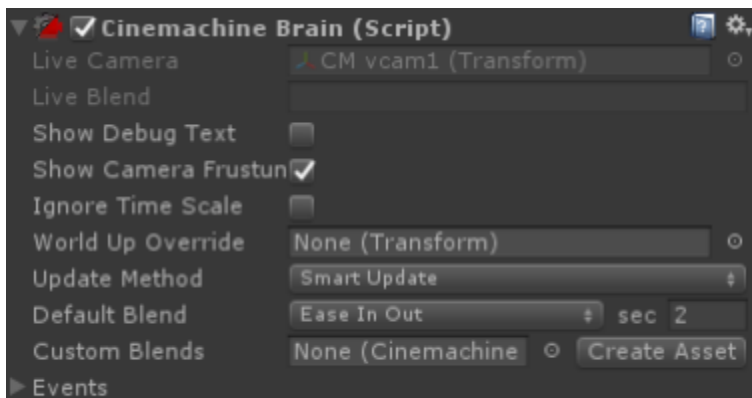 Cinemachine Brain (Script)
Live Camera CM vcam1 (Transform)
Live Blend
Show Debug Text
Show Camera Frustun
Ignore Time Scale
World Up Override None (Transform)
Update Method Smart Update
Default Blend Ease In Out sec 2
Custom Blends None (Cinemachine Create Asset
Events